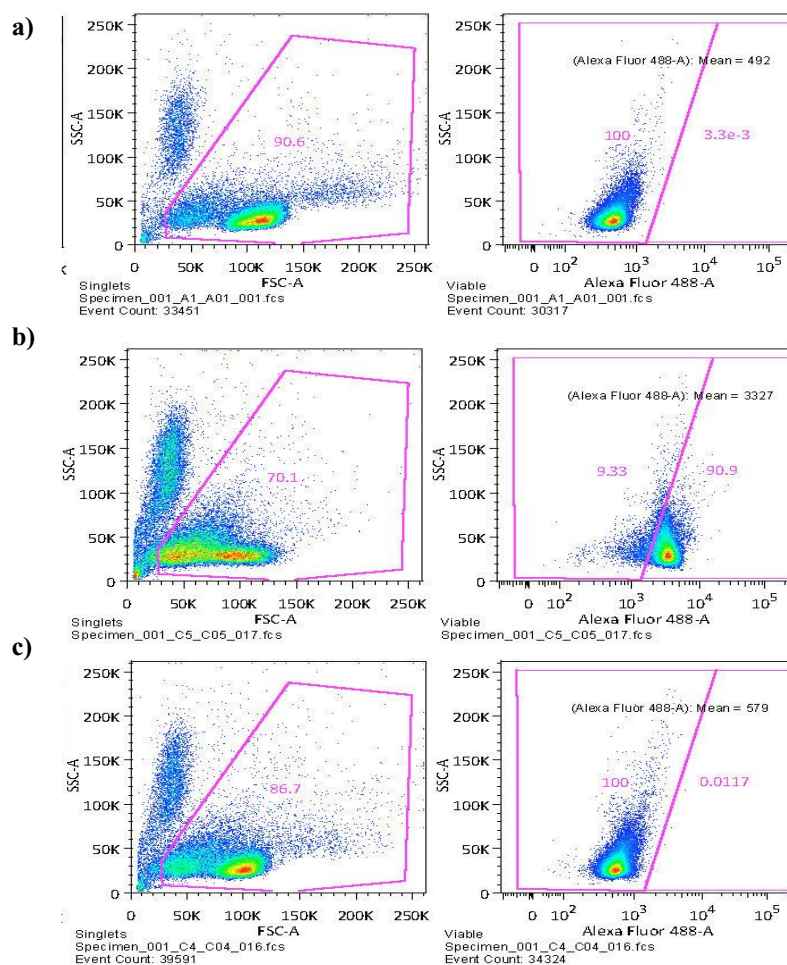 a)
250K
200K
150K
100K
50K
0
SSC-A
90.6
0 50K 100K 150K 200K 250K
FSC-A
Singlets
Specimen_001_A1_A01_001.fcs
Event Count: 33451
250K
200K
150K
100K
50K
0
SSC-A
(Alexa Fluor 488-A): Mean = 492
100
3.3e-3
0 10² 10³ 10⁴ 10⁵
Alexa Fluor 488-A
Viable
Specimen_001_A1_A01_001.fcs
Event Count: 30317
b)
250K
200K
150K
100K
50K
0
SSC-A
70.1
0 50K 100K 150K 200K 250K
FSC-A
Singlets
Specimen_001_C5_C05_017.fcs
250K
200K
150K
100K
50K
0
SSC-A
(Alexa Fluor 488-A): Mean = 3327
9.33
90.9
0 10² 10³ 10⁴ 10⁵
Alexa Fluor 488-A
Viable
Specimen_001_C5_C05_017.fcs
c)
250K
200K
150K
100K
50K
0
SSC-A
86.7
0 50K 100K 150K 200K 250K
FSC-A
Singlets
Specimen_001_C4_C04_016.fcs
Event Count: 39591
250K
200K
150K
100K
50K
0
SSC-A
(Alexa Fluor 488-A): Mean = 579
100
0.0117
0 10² 10³ 10⁴ 10⁵
Alexa Fluor 488-A
Viable
Specimen_001_C4_C04_016.fcs
Event Count: 34324